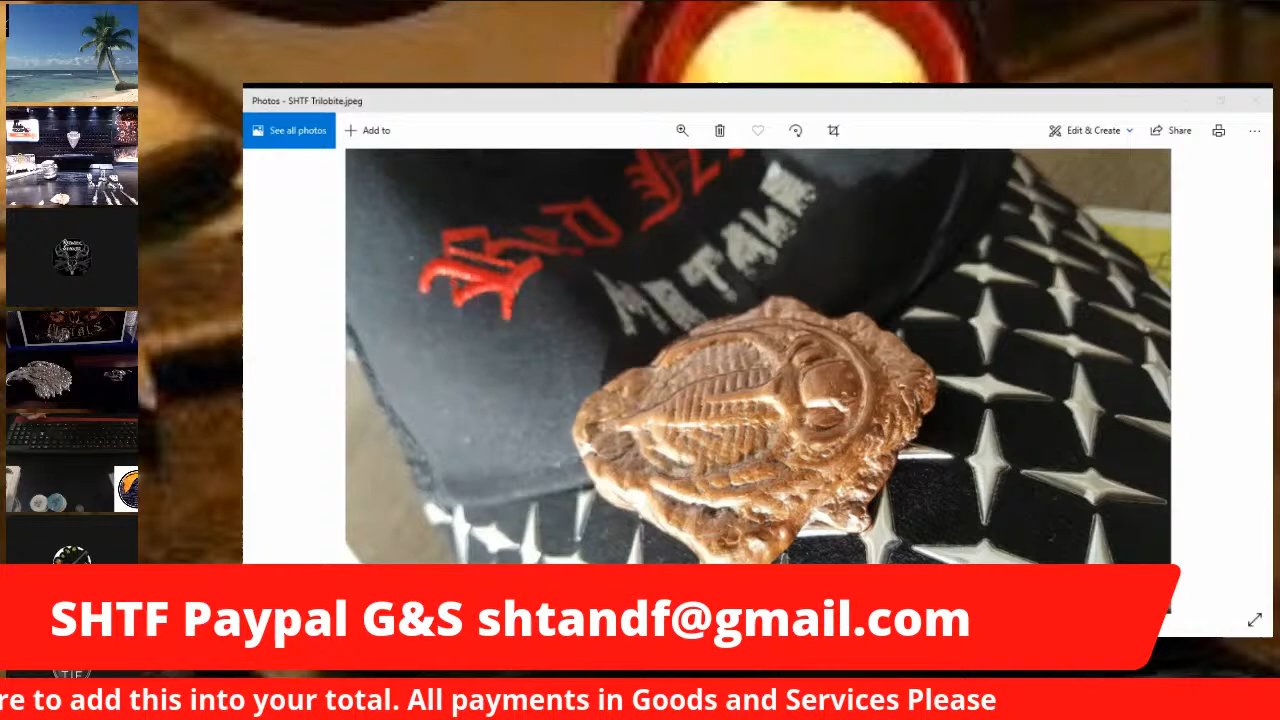 Photos - SHTF Trilobite.jpeg
See all photos
Add to
Edit & Create
Share
Red
METALS
SHTF Paypal G&S shtandf@gmail.com
re to add this into your total. All payments in Goods and Services Please